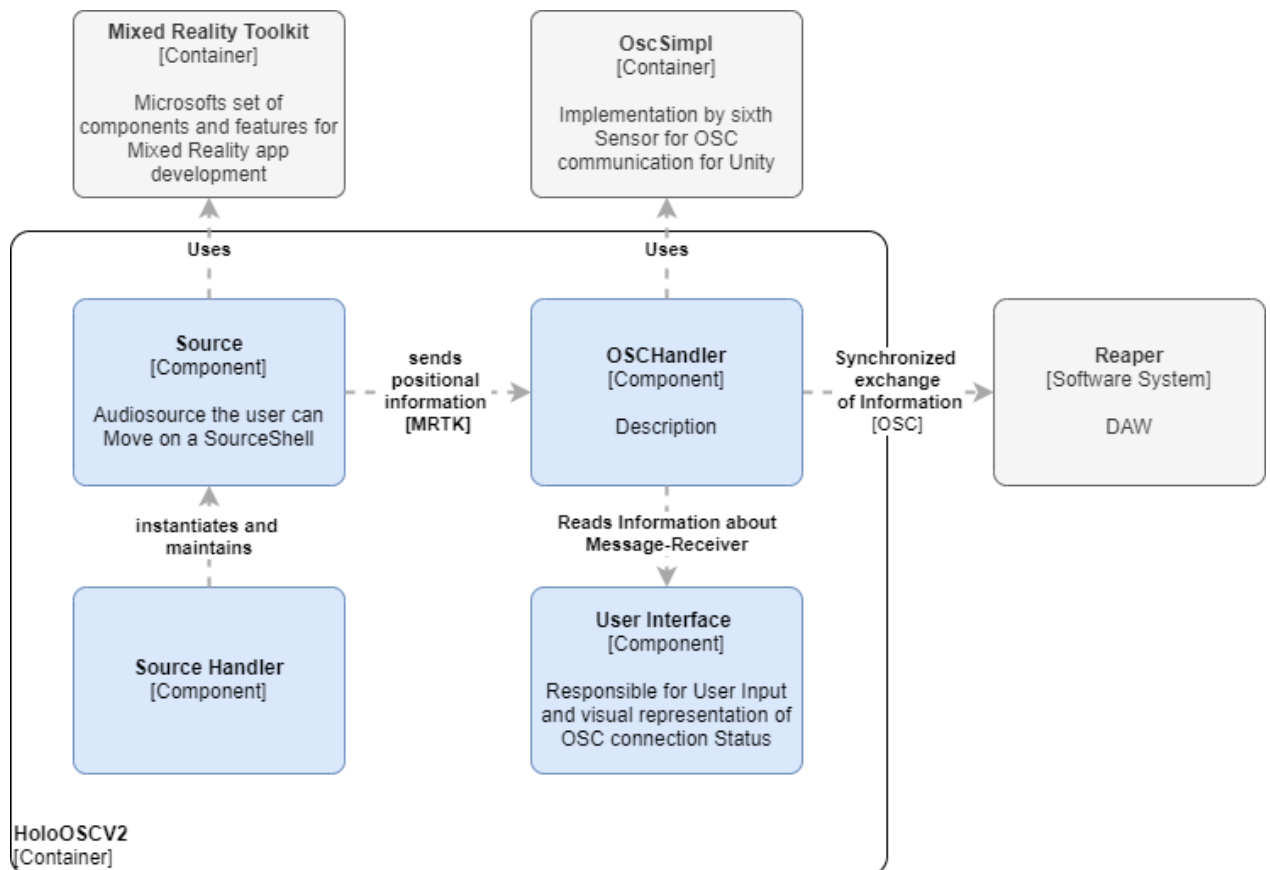 Mixed Reality Toolkit
[Container]
Microsofts set of
components and features for
Mixed Reality app
development
OscSimpl
[Container]
Implementation by sixth
Sensor for OSC
communication for Unity
Uses
Uses
Source
[Component]
Audiosource the user can
Move on a SourceShell
sends
positional
information
[MRTK]
OSCHandler
[Component]
Description
Synchronized
exchange
of Information
[OSC]
Reaper
[Software System]
DAW
instantiates and
maintains
Reads Information about
Message-Receiver
Source Handler
[Component]
User Interface
[Component]
Responsible for User Input
and visual representation of
OSC connection Status
HoloOSCV2
[Container]